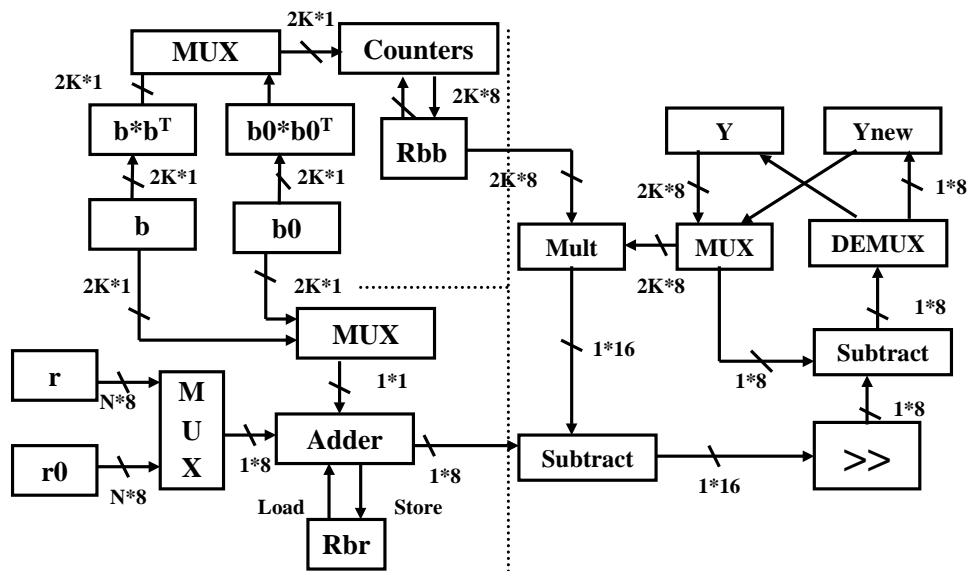 2K*1
MUX
Counters
2K*1
2K*8
b*bᵀ
b0*b0ᵀ
Rbb
Y
Ynew
2K*1
2K*1
2K*8
2K*8
1*8
b
b0
Mult
MUX
DEMUX
2K*8
2K*1
2K*1
1*8
MUX
1*16
Subtract
r
N*8
M
U
X
1*1
1*8
1*8
Adder
r0
1*8
1*8
Subtract
>>
N*8
1*16
Load
Store
Rbr